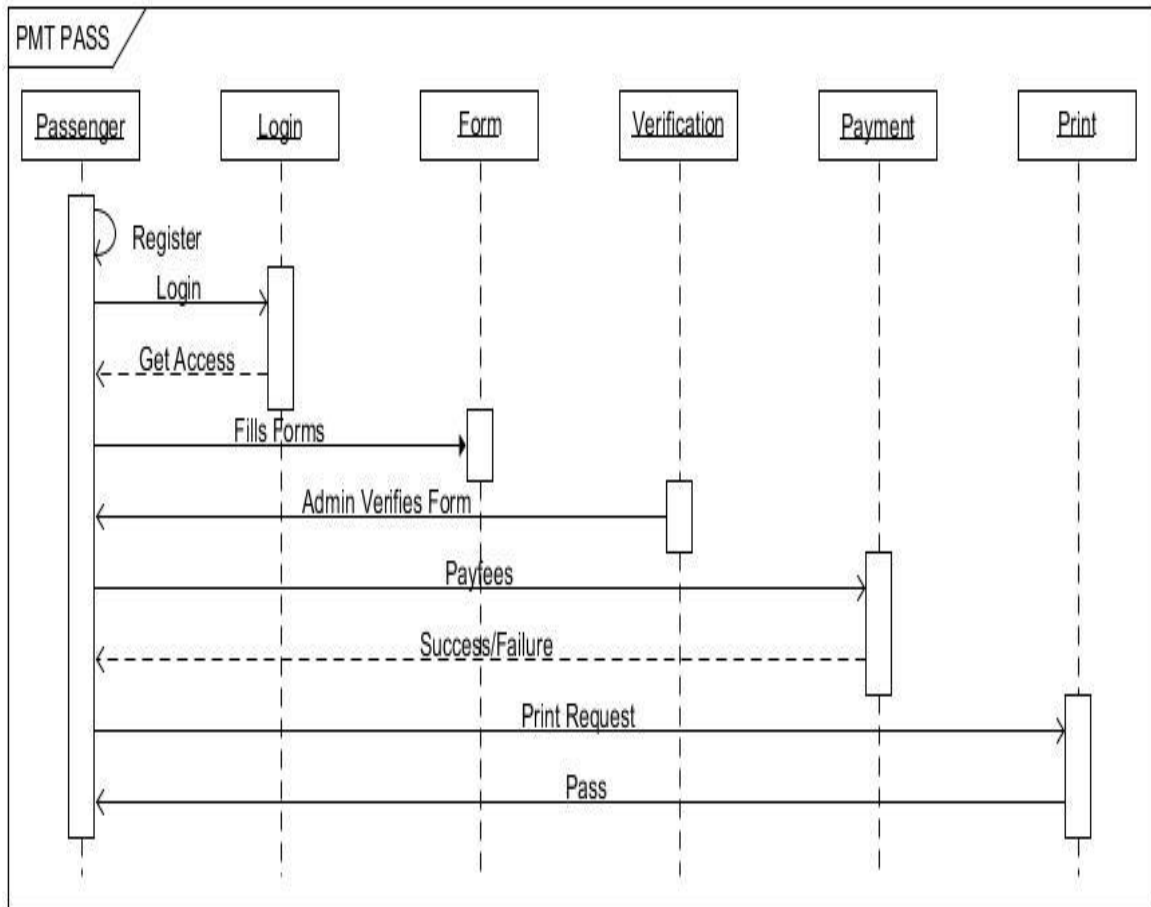 PMT PASS
Passenger
Login
Form
Verification
Payment
Print
Register
Login
Get Access
Fills Forms
Admin Verifies Form
Payfees
Success/Failure
Print Request
Pass